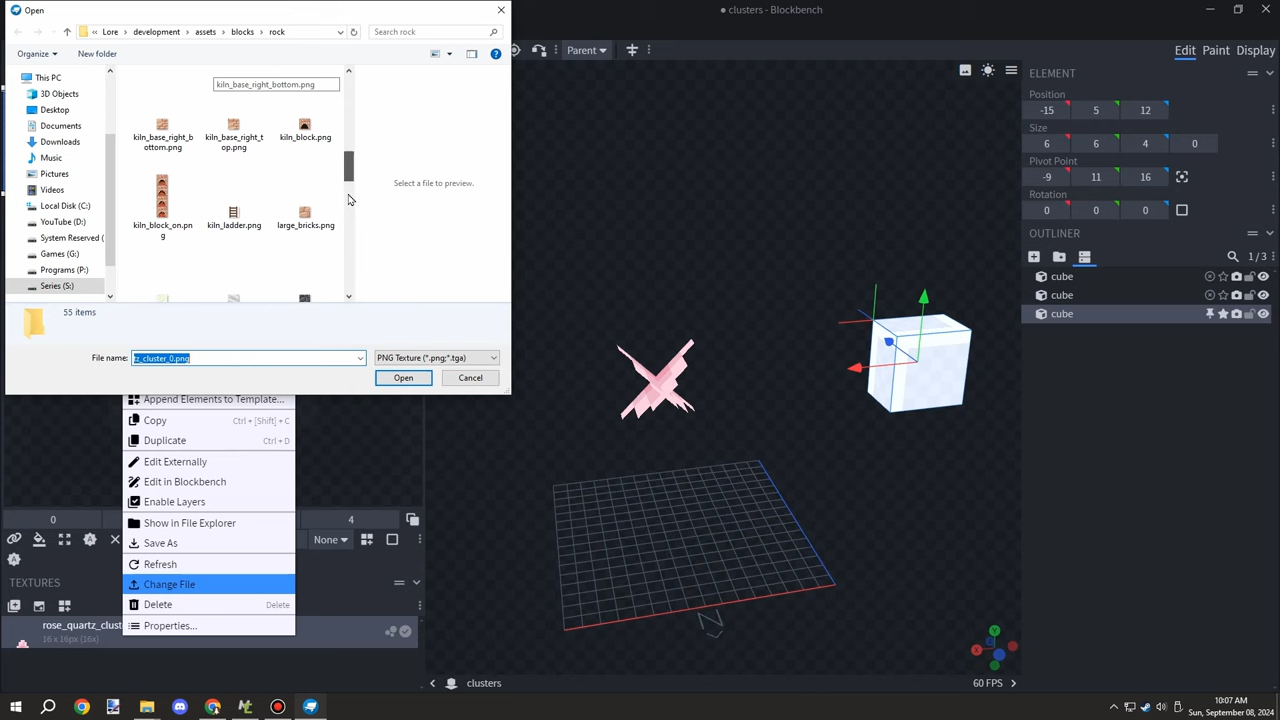 Open
clusters - Blockbench
Lore
development
assets
blocks
rock
Search rock
Organize
New folder
Parent
Edit Paint Display
This PC
3D Objects
Desktop
Documents
Downloads
Music
Pictures
Videos
Local Disk (C:)
YouTube (D:)
System Reserved (
Games (G:)
Programs (P:)
Series (S:)
kiln_base_right_bottom.png
kiln_base_right_b
ottom.png
kiln_base_right_t
op.png
kiln_block.png
kiln_block_on.pn
g
kiln_ladder.png
large_bricks.png
Select a file to preview.
55 items
File name:
tz_cluster_0.png
PNG Texture (*.png;*.tga)
Open
Cancel
ELEMENT
Position
-15 5 12
Size
6 6 4 0
Pivot Point
-9 11 16
Rotation
0 0 0
OUTLINER
1/3
cube
cube
cube
Append Elements to Template...
Copy Ctrl + [Shift] + C
Duplicate Ctrl + D
Edit Externally
Edit in Blockbench
Enable Layers
Show in File Explorer
Save As
Refresh
Change File
Delete Delete
Properties...
0
4
None
TEXTURES
rose_quartz_clust
16 x 16px (16x)
clusters
60 FPS
10:07 AM
Sun, September 08, 2024